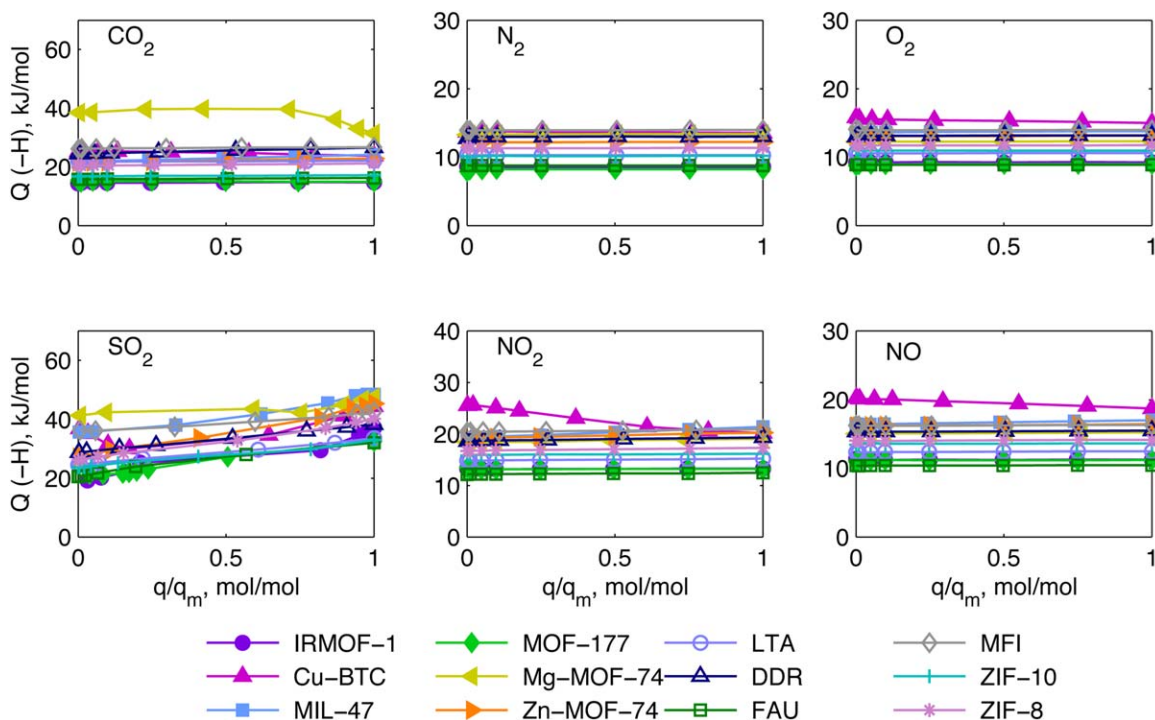 CO2 N2 O2
Q (−H), kJ/mol
60
40
20
0
0 0.5 1
30
20
10
0
0 0.5 1
30
20
10
0
0 0.5 1
SO2 NO2 NO
Q (−H), kJ/mol
60
40
20
0
0 0.5 1
40
30
20
10
0
0 0.5 1
30
20
10
0
0 0.5 1
q/qm, mol/mol q/qm, mol/mol q/qm, mol/mol
IRMOF−1 MOF−177 LTA MFI
Cu−BTC Mg−MOF−74 DDR ZIF−10
MIL−47 Zn−MOF−74 FAU ZIF−8